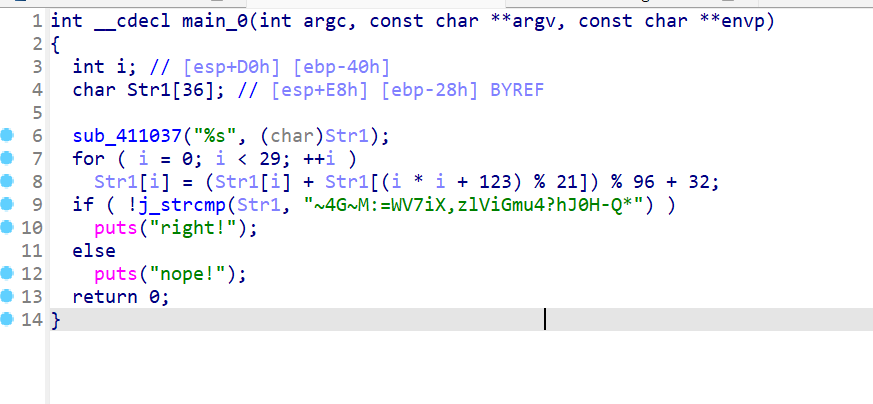 1 int __cdecl main_0(int argc, const char **argv, const char **envp)
2 {
3   int i; // [esp+D0h] [ebp-40h]
4   char Str1[36]; // [esp+E8h] [ebp-28h] BYREF
5
6   sub_411037("%s", (char)Str1);
7   for ( i = 0; i < 29; ++i )
8     Str1[i] = (Str1[i] + Str1[(i * i + 123) % 21]) % 96 + 32;
9   if ( !j_strcmp(Str1, "~4G~M:=WV7iX,zlViGmu4?hJ0H-Q*") )
10     puts("right!");
11   else
12     puts("nope!");
13   return 0;
14 }